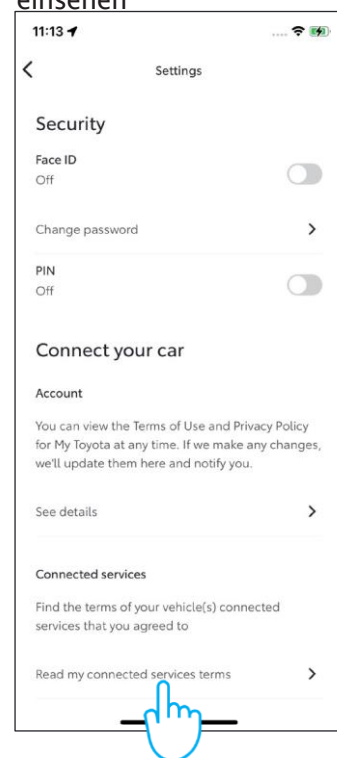 einsehen
11:13
Settings
Security
Face ID
Off
Change password
PIN
Off
Connect your car
Account
You can view the Terms of Use and Privacy Policy
for My Toyota at any time. If we make any changes,
we'll update them here and notify you.
See details
Connected services
Find the terms of your vehicle(s) connected
services that you agreed to
Read my connected services terms